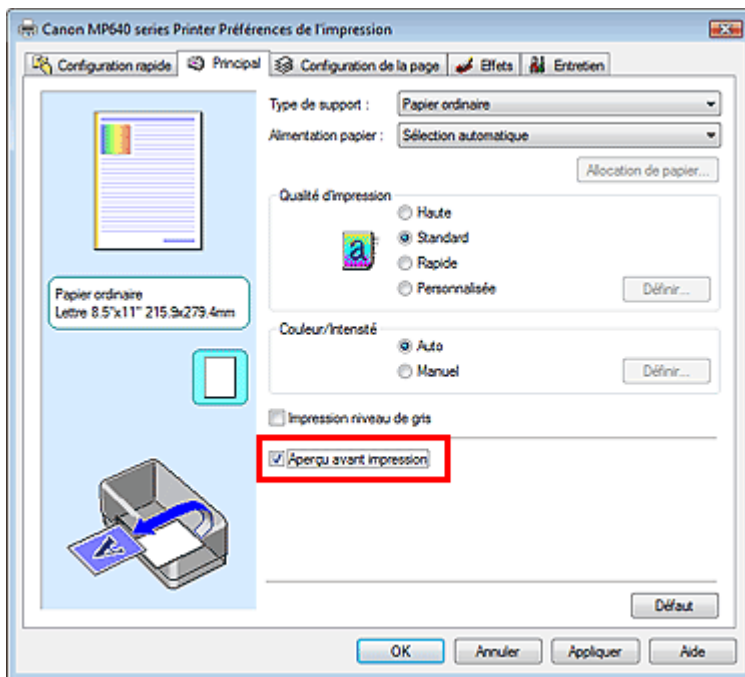 Canon MP640 series Printer Préférences de l'impression
Configuration rapide Principal Configuration de la page Effets Entretien
Type de support : Papier ordinaire
Alimentation papier : Sélection automatique
Allocation de papier...
Qualité d'impression
Haute
a Standard
Rapide
Personnalisée Définir...
Papier ordinaire
Lettre 8.5"x11" 215.9x279.4mm
Couleur/Intensité
Auto
Manuel Définir...
Impression niveau de gris
Aperçu avant impression
A
Défaut
OK Annuler Appliquer Aide